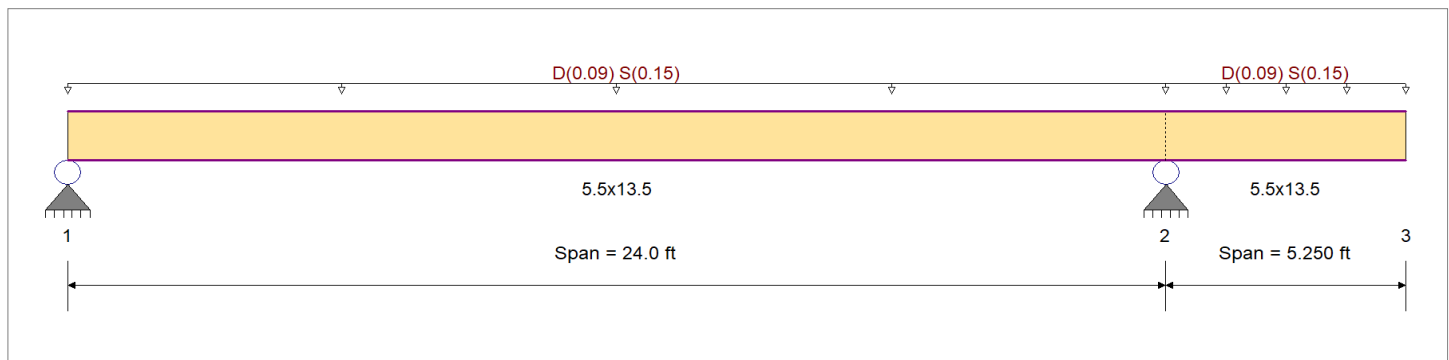 D(0.09) S(0.15) D(0.09) S(0.15)
5.5x13.5 5.5x13.5
1 2 3
Span = 24.0 ft Span = 5.250 ft